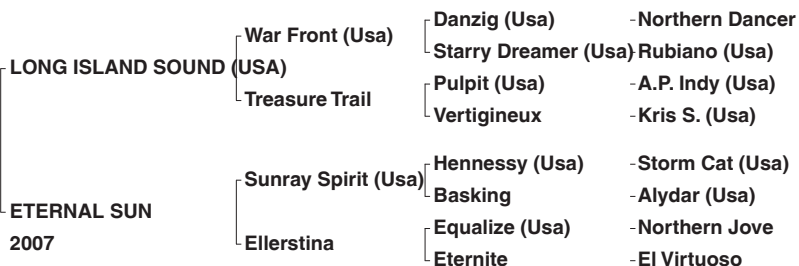 Danzig (Usa) -Northern Dancer
War Front (Usa)
Starry Dreamer (Usa) -Rubiano (Usa)
LONG ISLAND SOUND (USA)
Pulpit (Usa) -A.P. Indy (Usa)
Treasure Trail
Vertigineux -Kris S. (Usa)
Hennessy (Usa) -Storm Cat (Usa)
Sunray Spirit (Usa)
Basking -Alydar (Usa)
ETERNAL SUN
Equalize (Usa) -Northern Jove
2007
Ellerstina
Eternite -El Virtuoso